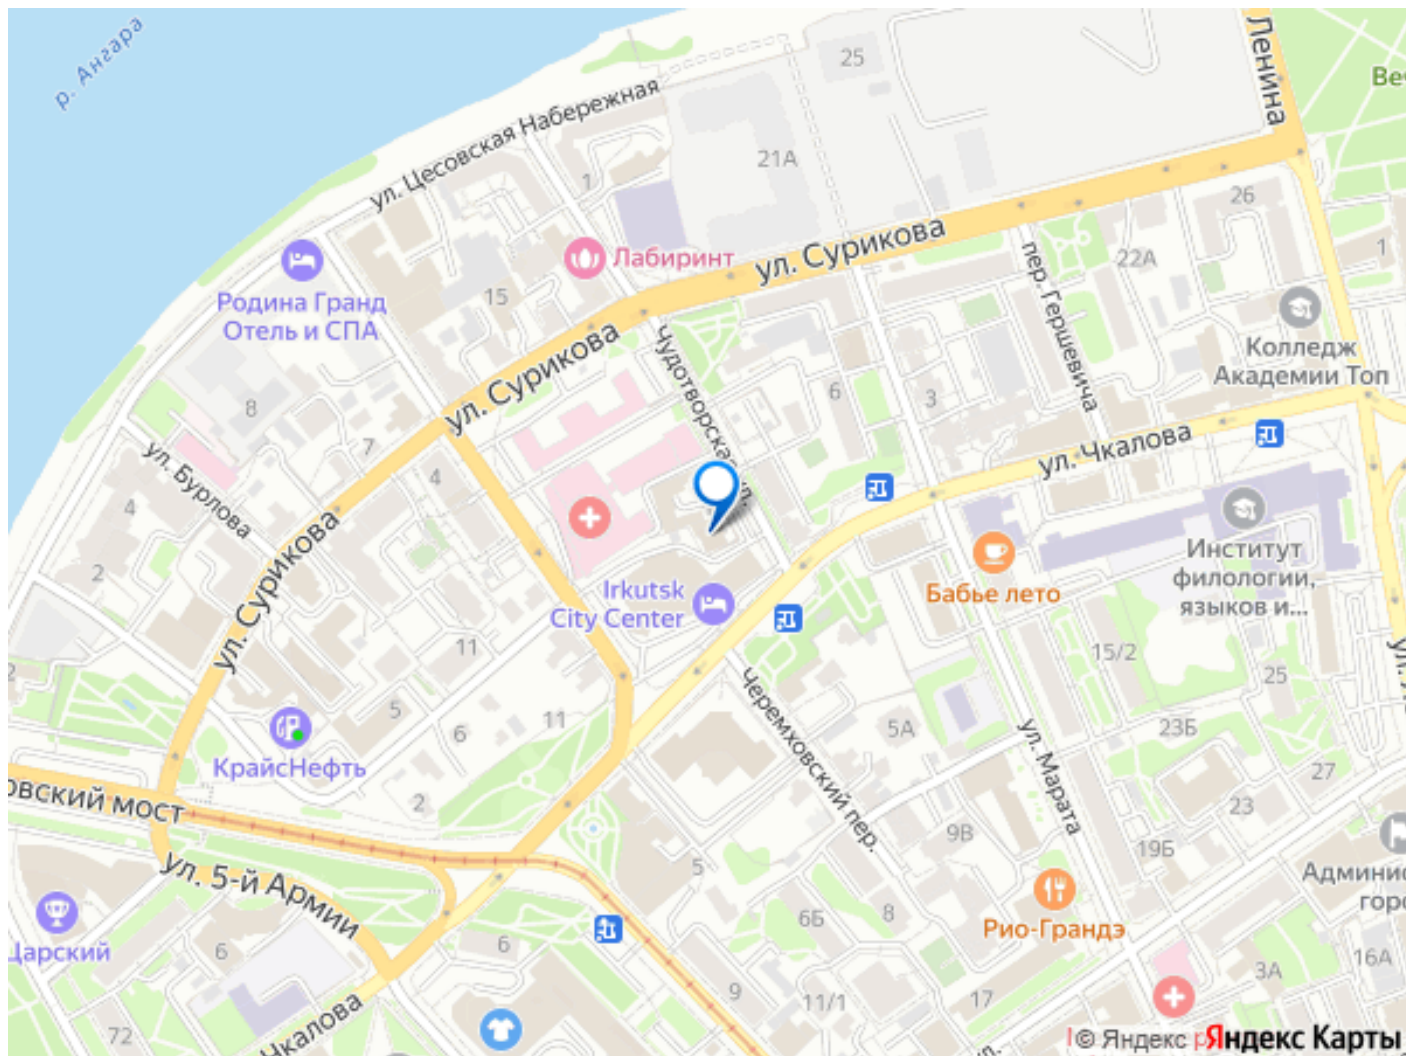 р. Ангара
Ленина
25
ул. Цесовская Набережная
21А
1
26
ул. Сурикова
Лабиринт
22А
1
пер. Гершевича
Родина Гранд
Отель и СПА
15
Чудотворская ул.
Колледж
Академии Топ
ул. Сурикова
6
3
8
7
ул. Чкалова
ул. Бурлова
4
4
2
ул. Сурикова
Институт
филологии,
языков и...
Бабье лето
Irkutsk
City Center
11
15/2
25
5
6
11
5А
23Б
Черемховский пер.
ул. Марата
КрайсНефть
2
27
23
овский мост
9В
19Б
5
ул. 5-й Армии
Админис
горо
Царский
6
6
6Б
8
Рио-Грандэ
3А
16А
9
11/1
17
72
Чкалова
ул.
© Яндекс Яндекс Карты